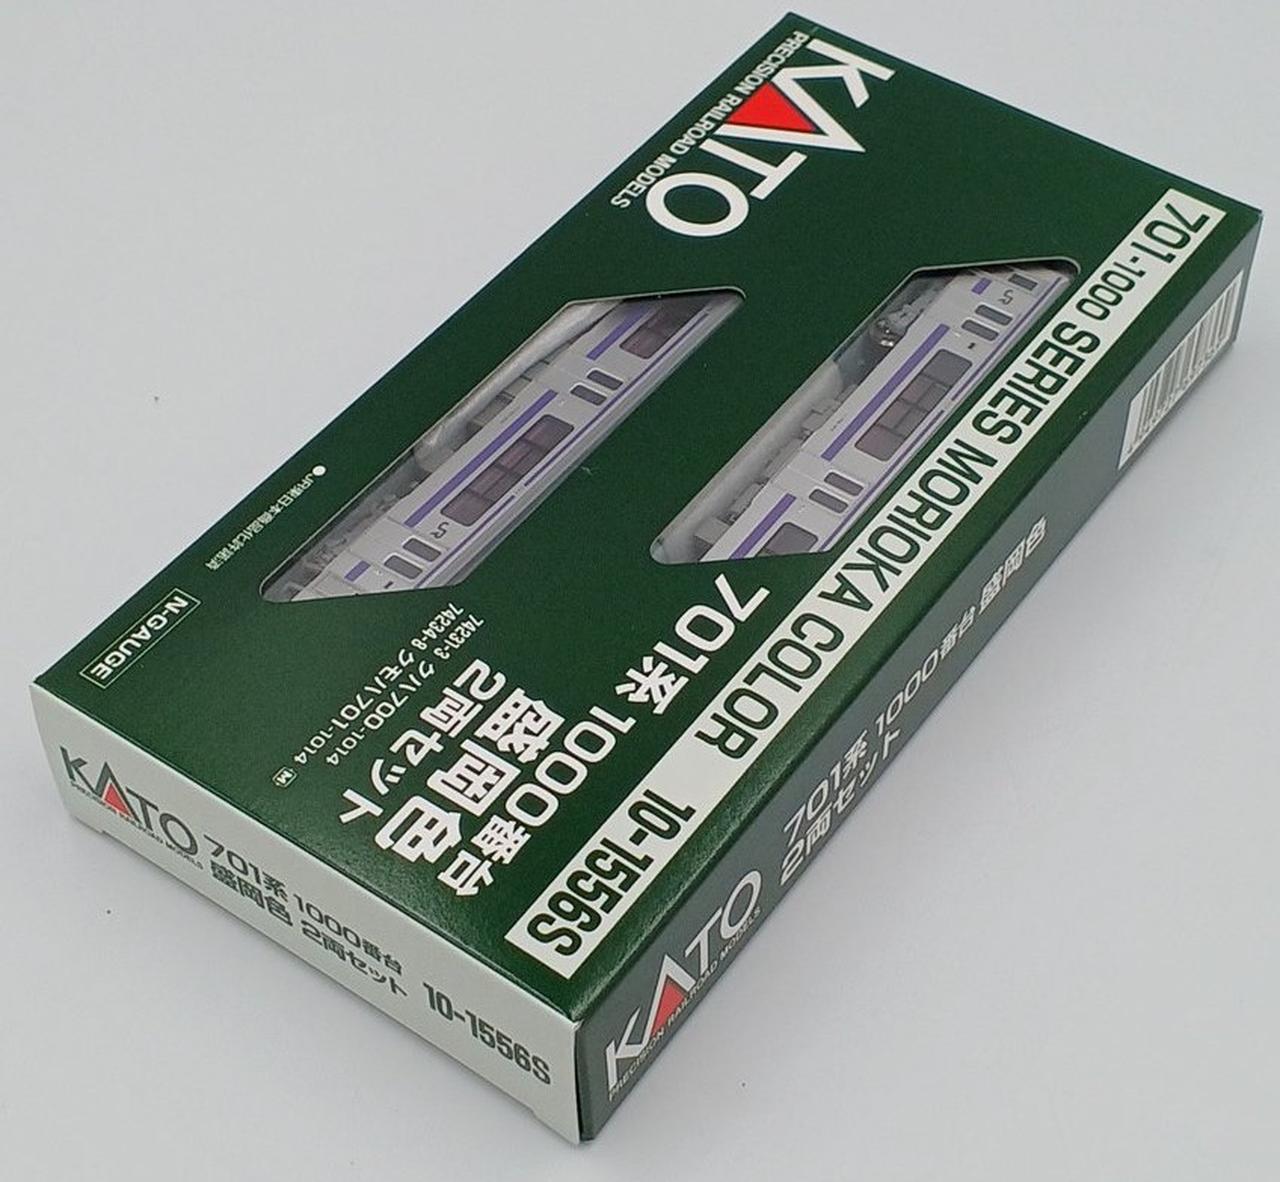 KATO
PRECISION RAILROAD MODELS
701-1000 SERIES MORIOKA COLOR 10-1556S
701系 1000番台
盛岡色
2両セット
74231-3 クハ700-1014
74234-8 クモハ701-1014 M
●JR東日本商品化許諾済
N-GAUGE
JR
JR
KATO
PRECISION RAILROAD MODELS
701系 1000番台
盛岡色 2両セット
10-1556S
KATO
PRECISION RAILROAD MODELS
701系 1000番台 盛岡色
2両セット